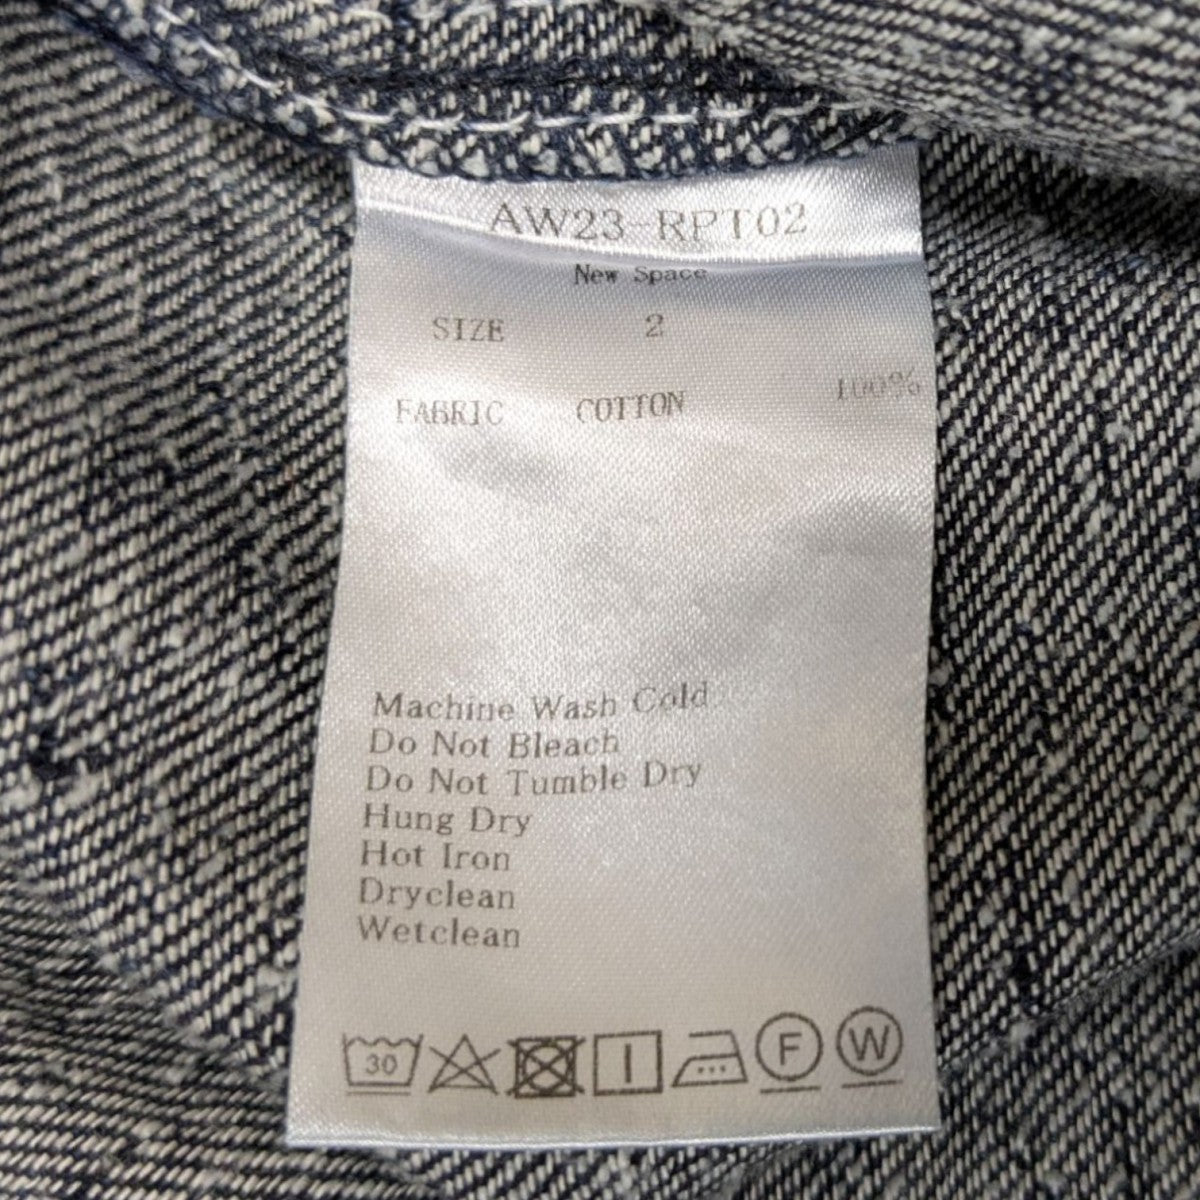 AW23-RPT02
New Space
SIZE 2
FABRIC COTTON 100%
Machine Wash Cold
Do Not Bleach
Do Not Tumble Dry
Hung Dry
Hot Iron
Dryclean
Wetclean
30 F W